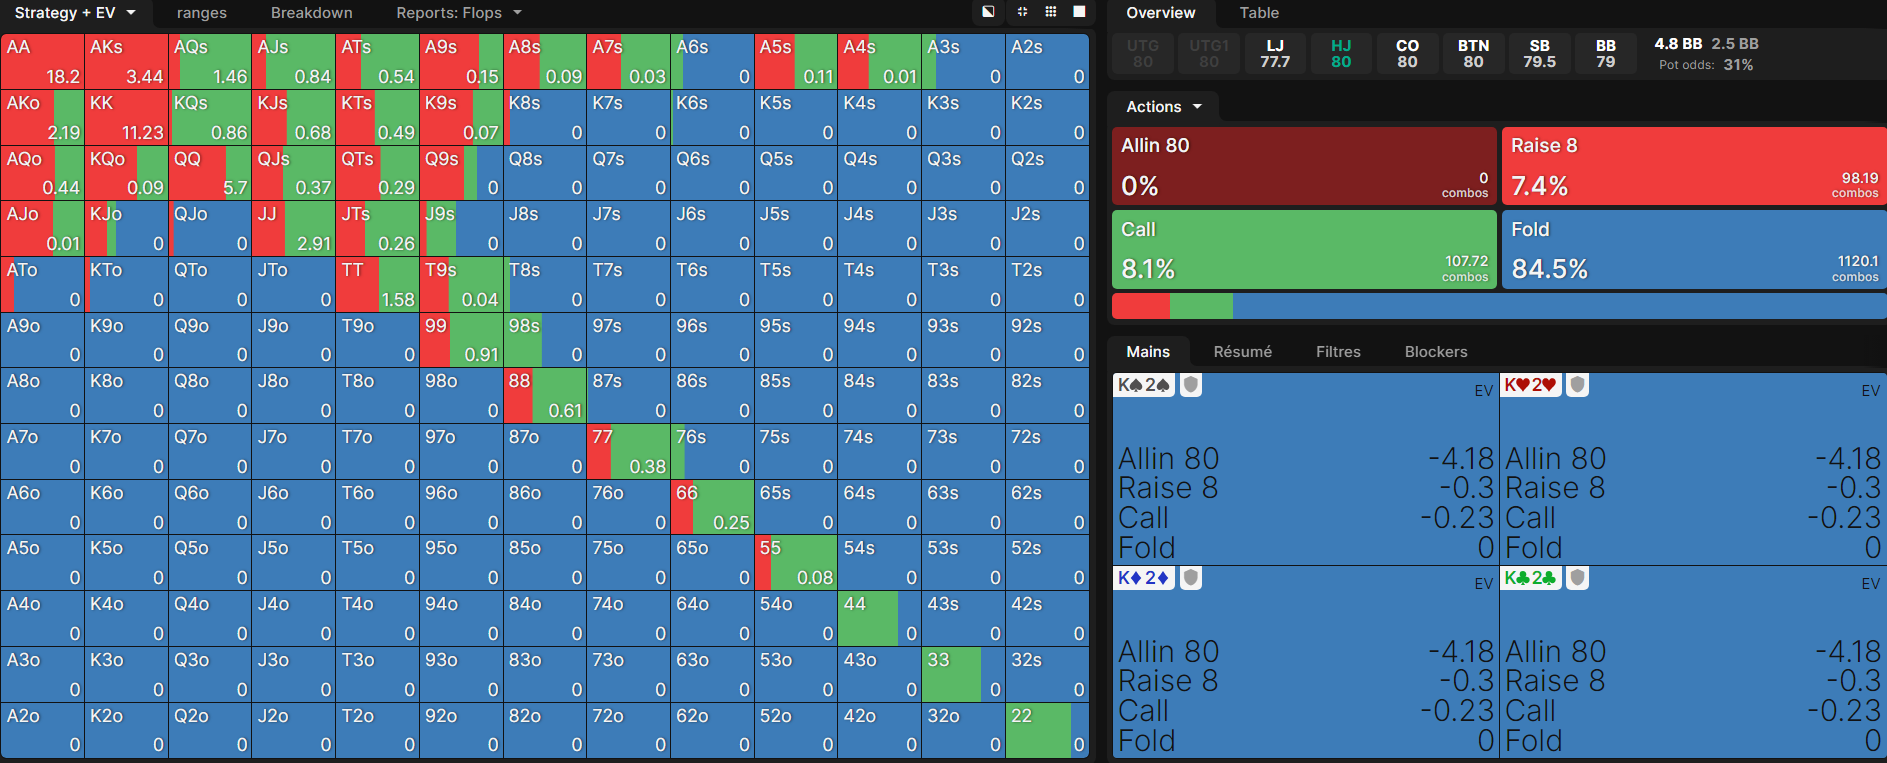 Strategy + EV ranges Breakdown Reports: Flops
AA AKs AQs AJs ATs A9s A8s A7s A6s A5s A4s A3s A2s
18.2 3.44 1.46 0.84 0.54 0.15 0.09 0.03 0 0.11 0.01 0 0
AKo KK KQs KJs KTs K9s K8s K7s K6s K5s K4s K3s K2s
2.19 11.23 0.86 0.68 0.49 0.07 0 0 0 0 0 0 0
AQo KQo QQ QJs QTs Q9s Q8s Q7s Q6s Q5s Q4s Q3s Q2s
0.44 0.09 5.7 0.37 0.29 0 0 0 0 0 0 0 0
AJo KJo QJo JJ JTs J9s J8s J7s J6s J5s J4s J3s J2s
0.01 0 0 2.91 0.26 0 0 0 0 0 0 0 0
ATo KTo QTo JTo TT T9s T8s T7s T6s T5s T4s T3s T2s
0 0 0 0 1.58 0.04 0 0 0 0 0 0 0
A9o K9o Q9o J9o T9o 99 98s 97s 96s 95s 94s 93s 92s
0 0 0 0 0 0.91 0 0 0 0 0 0 0
A8o K8o Q8o J8o T8o 98o 88 87s 86s 85s 84s 83s 82s
0 0 0 0 0 0 0.61 0 0 0 0 0 0
A7o K7o Q7o J7o T7o 97o 87o 77 76s 75s 74s 73s 72s
0 0 0 0 0 0 0 0.38 0 0 0 0 0
A6o K6o Q6o J6o T6o 96o 86o 76o 66 65s 64s 63s 62s
0 0 0 0 0 0 0 0 0.25 0 0 0 0
A5o K5o Q5o J5o T5o 95o 85o 75o 65o 55 54s 53s 52s
0 0 0 0 0 0 0 0 0 0.08 0 0 0
A4o K4o Q4o J4o T4o 94o 84o 74o 64o 54o 44 43s 42s
0 0 0 0 0 0 0 0 0 0 0 0 0
A3o K3o Q3o J3o T3o 93o 83o 73o 63o 53o 43o 33 32s
0 0 0 0 0 0 0 0 0 0 0 0 0
A2o K2o Q2o J2o T2o 92o 82o 72o 62o 52o 42o 32o 22
0 0 0 0 0 0 0 0 0 0 0 0 0
Overview Table
UTG UTG1 LJ HJ CO BTN SB BB 4.8 BB 2.5 BB
80 80 77.7 80 80 80 79.5 79 Pot odds: 31%
Actions
Allin 80
0% 0 combos
Raise 8
7.4% 98.19 combos
Call
8.1% 107.72 combos
Fold
84.5% 1120.1 combos
Mains Résumé Filtres Blockers
K♠2♠ EV
Allin 80 -4.18
Raise 8 -0.3
Call -0.23
Fold 0
K♥2♥ EV
Allin 80 -4.18
Raise 8 -0.3
Call -0.23
Fold 0
K♦2♦ EV
Allin 80 -4.18
Raise 8 -0.3
Call -0.23
Fold 0
K♣2♣ EV
Allin 80 -4.18
Raise 8 -0.3
Call -0.23
Fold 0